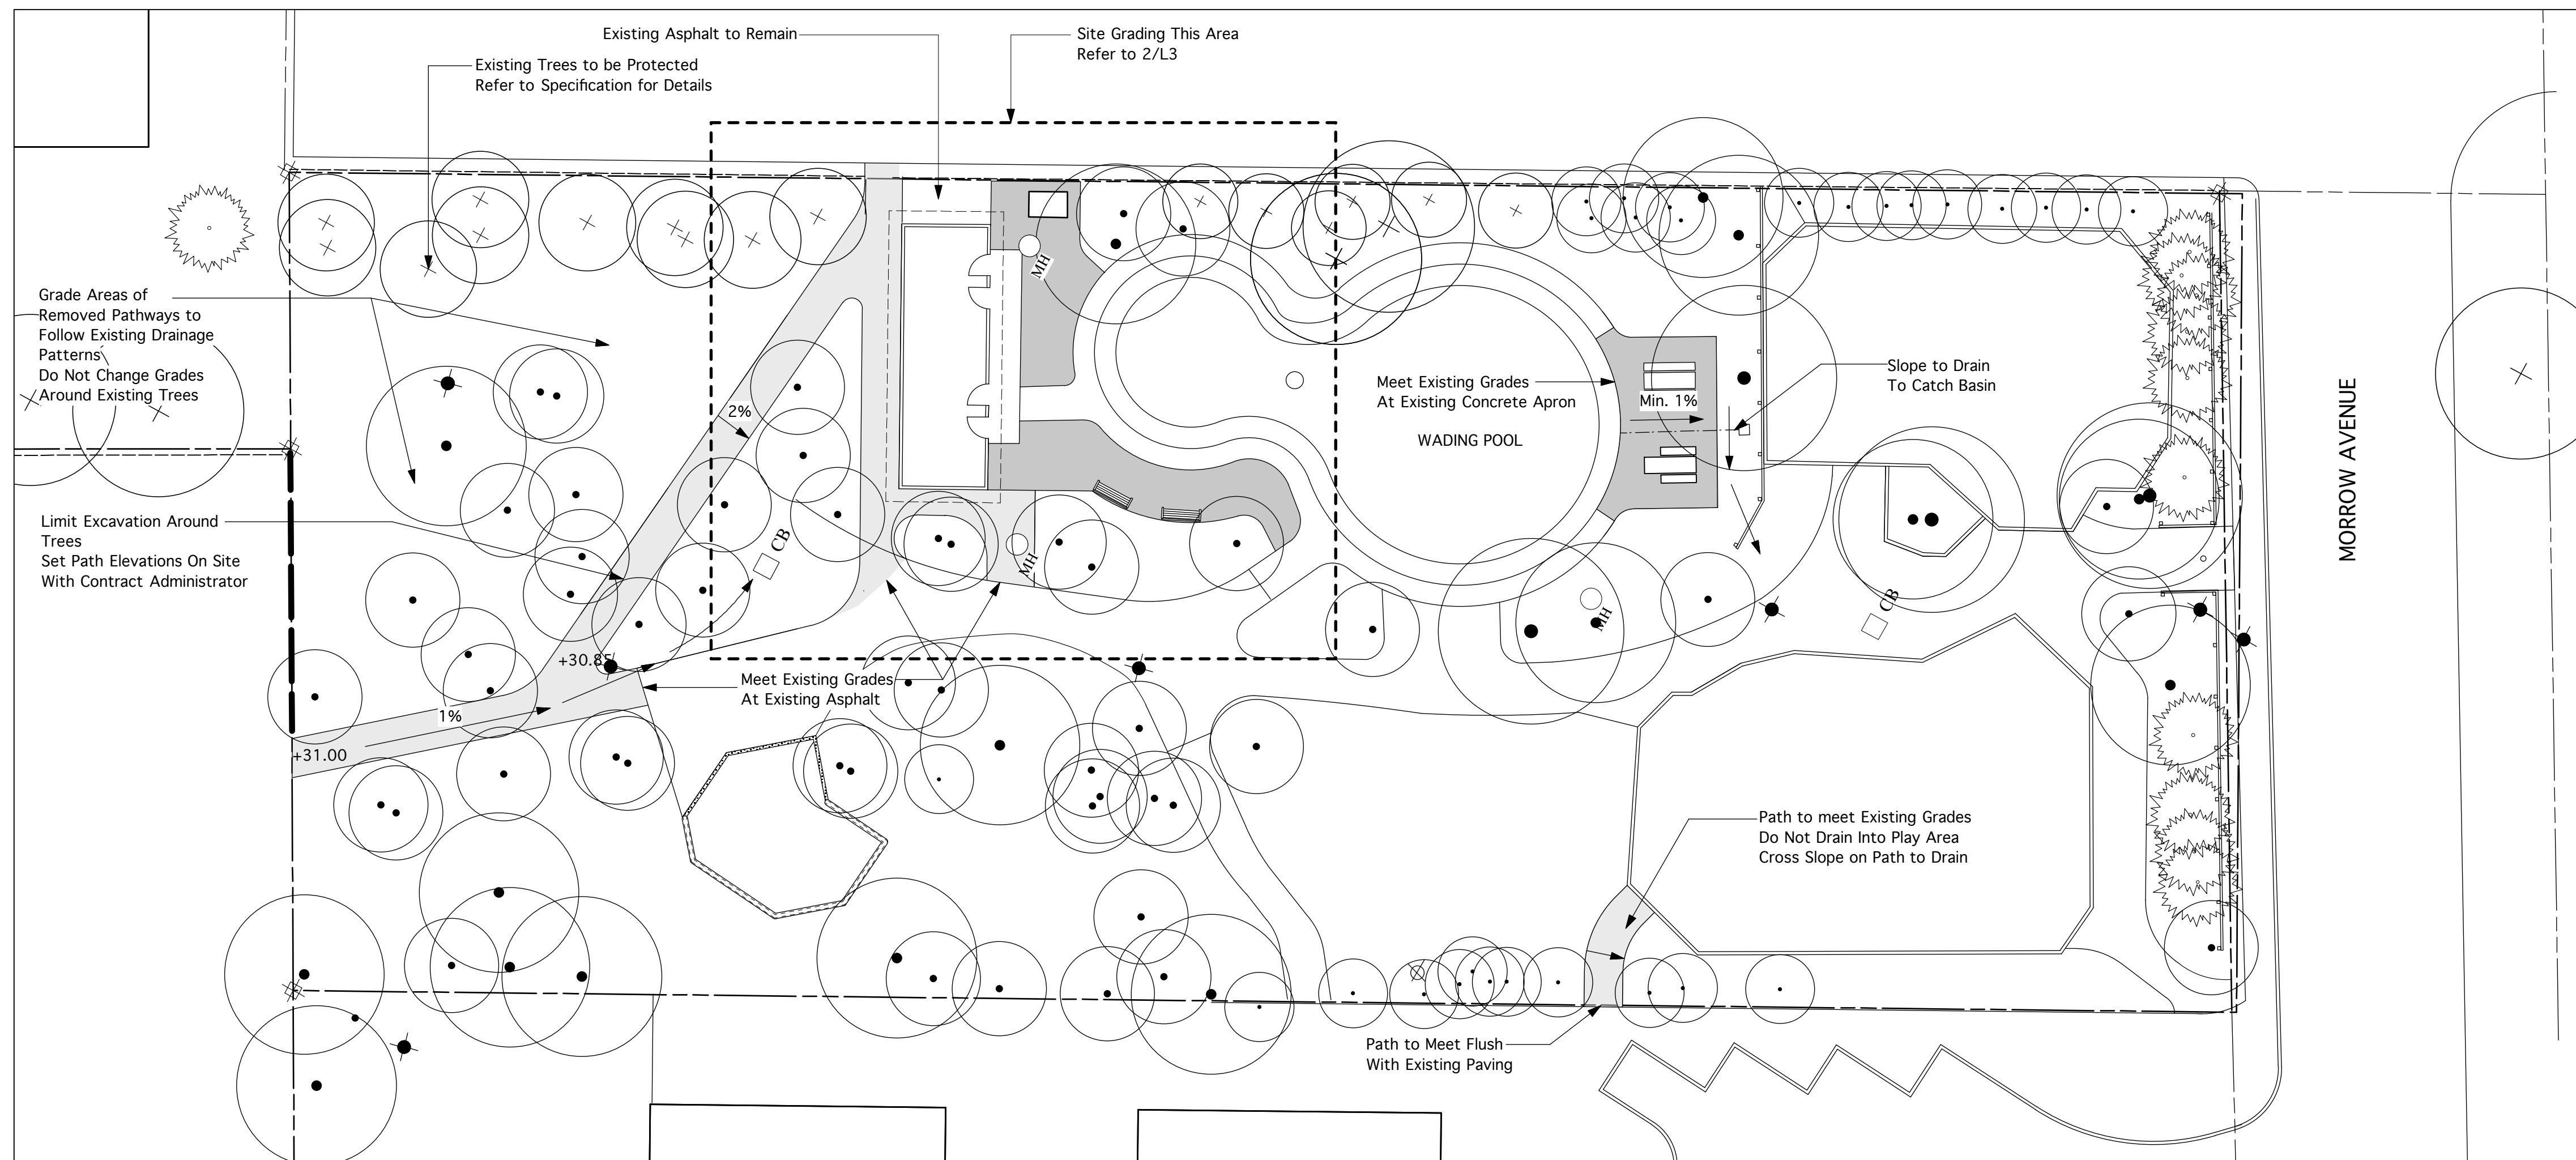 Existing Asphalt to Remain
Site Grading This Area
Refer to 2/L3
Existing Trees to be Protected
Refer to Specification for Details
MH
Grade Areas of
Removed Pathways to
Follow Existing Drainage
Patterns
Do Not Change Grades
Around Existing Trees
2%
Meet Existing Grades
At Existing Concrete Apron
WADING POOL
Min. 1%
Slope to Drain
To Catch Basin
MORROW AVENUE
Limit Excavation Around
Trees
Set Path Elevations On Site
With Contract Administrator
CB
MH
MH
CB
+30.85
Meet Existing Grades
At Existing Asphalt
1%
+31.00
Path to meet Existing Grades
Do Not Drain Into Play Area
Cross Slope on Path to Drain
Path to Meet Flush
With Existing Paving